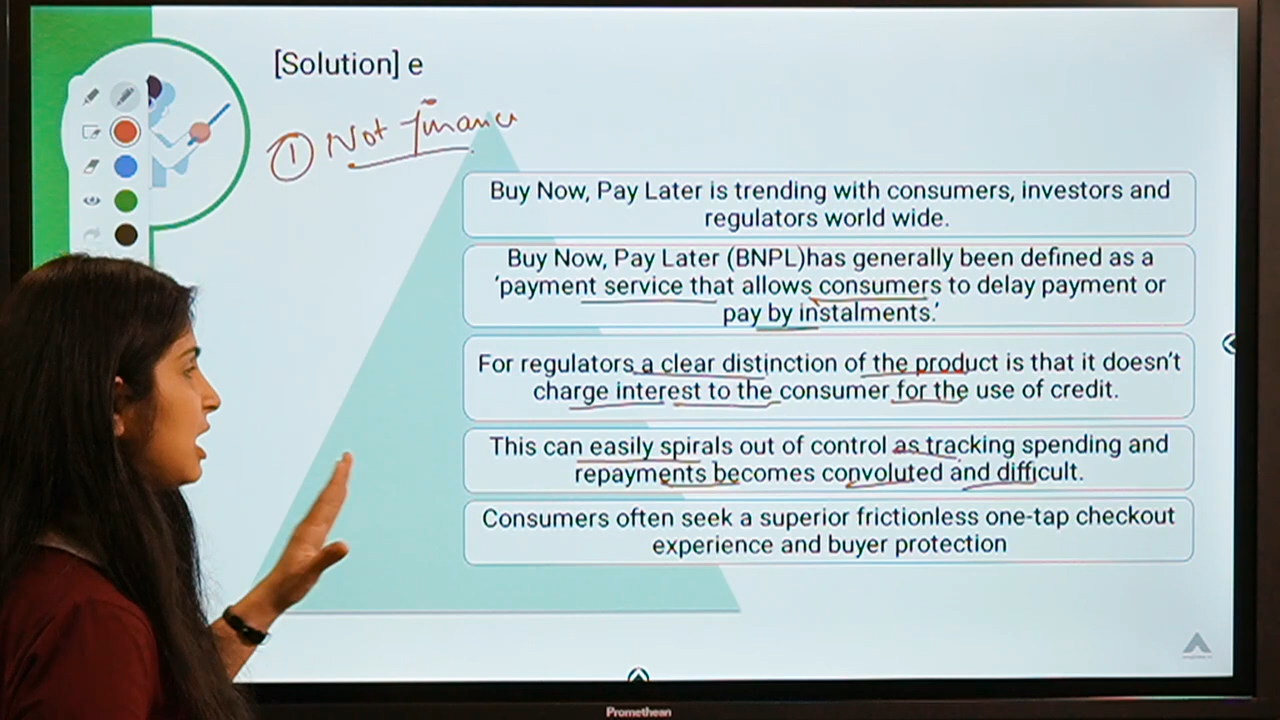 [Solution] e
① Not finance
Buy Now, Pay Later is trending with consumers, investors and
regulators world wide.
Buy Now, Pay Later (BNPL)has generally been defined as a
‘payment service that allows consumers to delay payment or
pay by instalments.’
For regulators a clear distinction of the product is that it doesn’t
charge interest to the consumer for the use of credit.
This can easily spirals out of control as tracking spending and
repayments becomes convoluted and difficult.
Consumers often seek a superior frictionless one-tap checkout
experience and buyer protection
Promethean